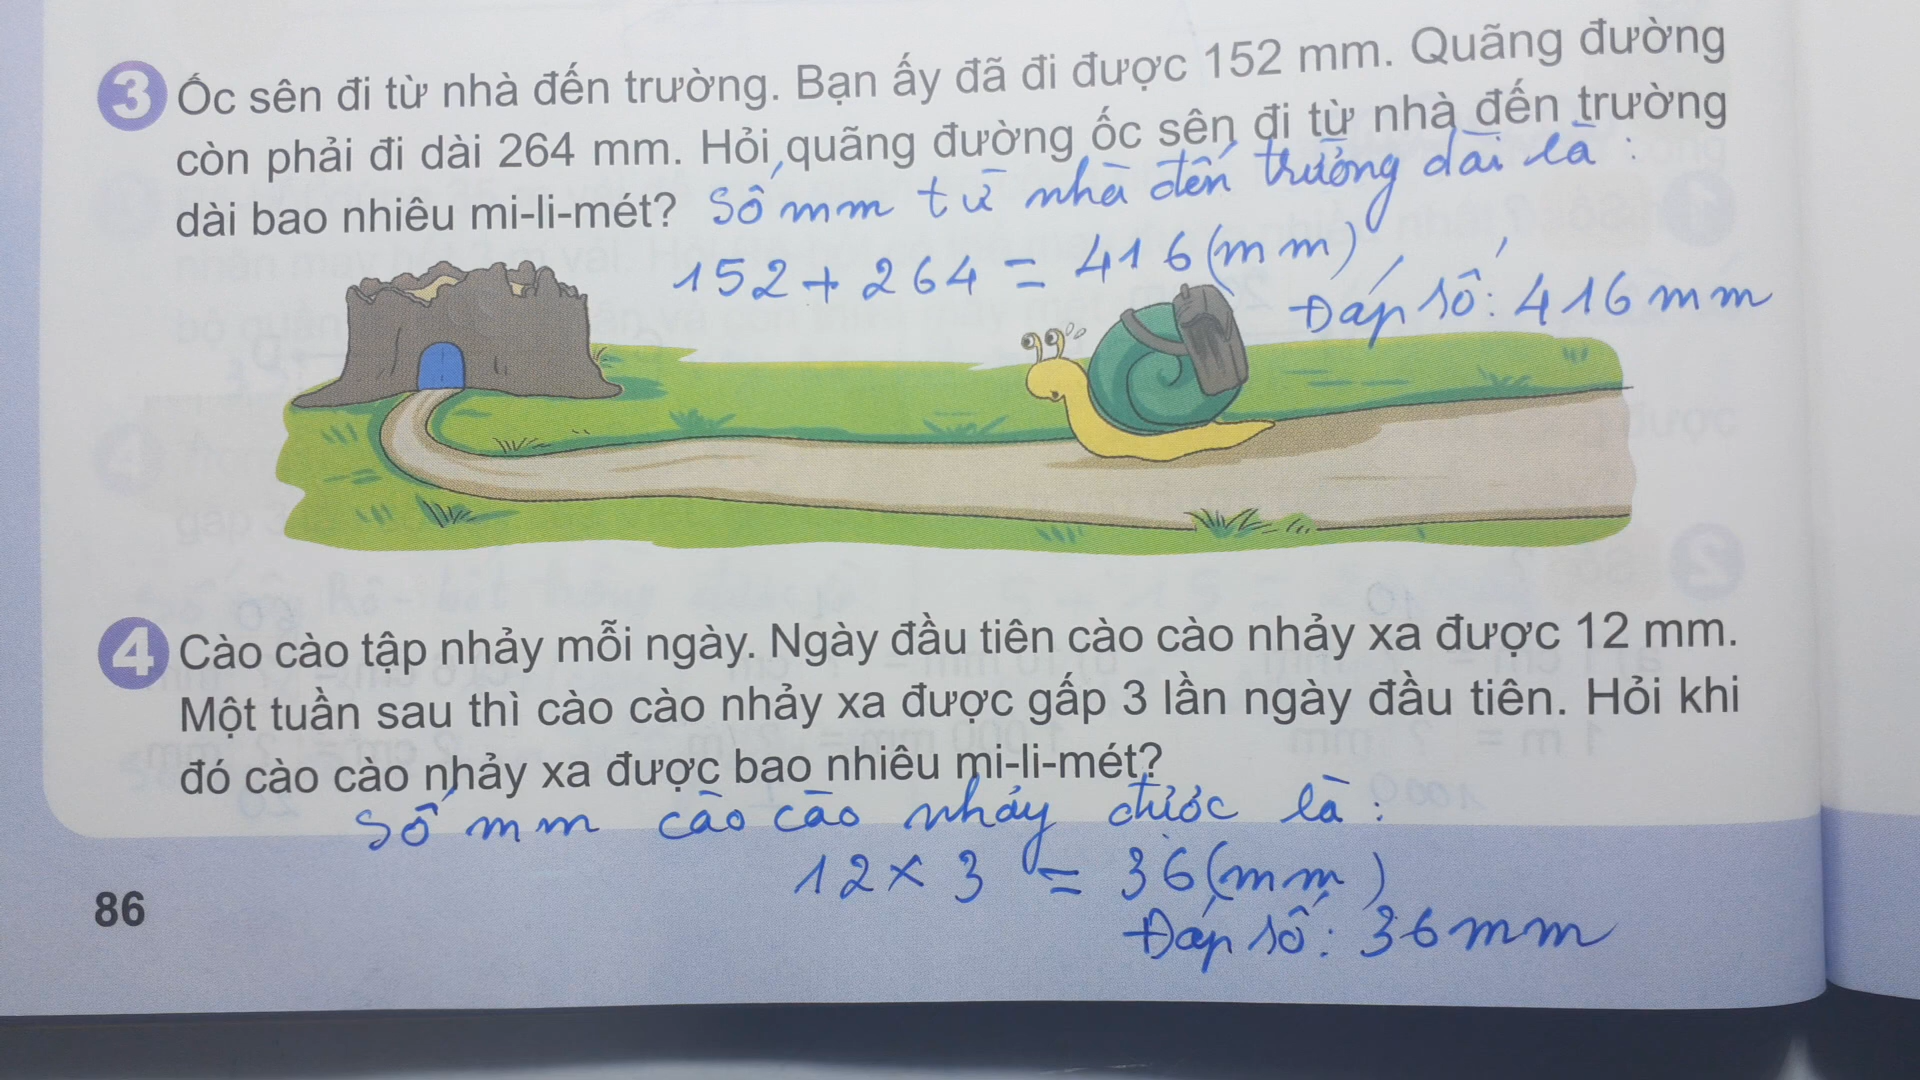 3 Ốc sên đi từ nhà đến trường. Bạn ấy đã đi được 152 mm. Quãng đường
còn phải đi dài 264 mm. Hỏi quãng đường ốc sên đi từ nhà đến trường
dài bao nhiêu mi-li-mét?
Số mm từ nhà đến trường dài là:
152 + 264 = 416 (mm)
Đáp số: 416 mm
4 Cào cào tập nhảy mỗi ngày. Ngày đầu tiên cào cào nhảy xa được 12 mm.
Một tuần sau thì cào cào nhảy xa được gấp 3 lần ngày đầu tiên. Hỏi khi
đó cào cào nhảy xa được bao nhiêu mi-li-mét?
Số mm cào cào nhảy được là:
12 × 3 = 36 (mm)
Đáp số: 36 mm
86